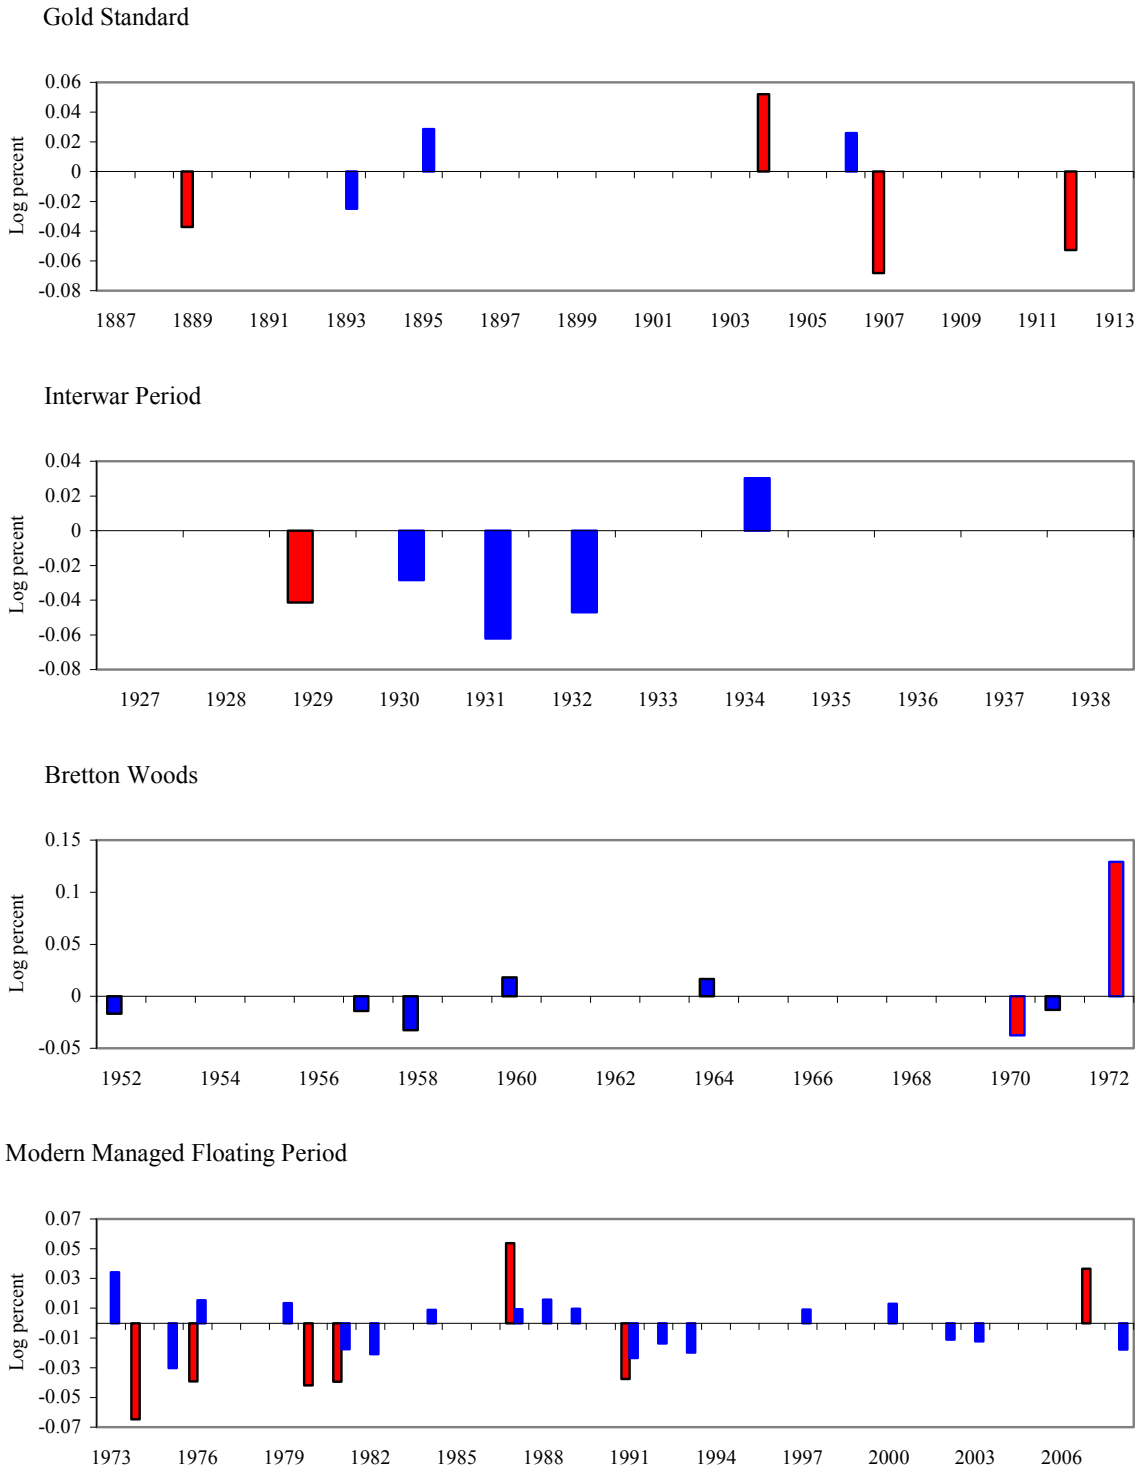 Gold Standard
Log percent
0.06
0.04
0.02
0
-0.02
-0.04
-0.06
-0.08
1887 1889 1891 1893 1895 1897 1899 1901 1903 1905 1907 1909 1911 1913
Interwar Period
Log percent
0.04
0.02
0
-0.02
-0.04
-0.06
-0.08
1927 1928 1929 1930 1931 1932 1933 1934 1935 1936 1937 1938
Bretton Woods
Log percent
0.15
0.1
0.05
0
-0.05
1952 1954 1956 1958 1960 1962 1964 1966 1968 1970 1972
Modern Managed Floating Period
Log percent
0.07
0.05
0.03
0.01
-0.01
-0.03
-0.05
-0.07
1973 1976 1979 1982 1985 1988 1991 1994 1997 2000 2003 2006